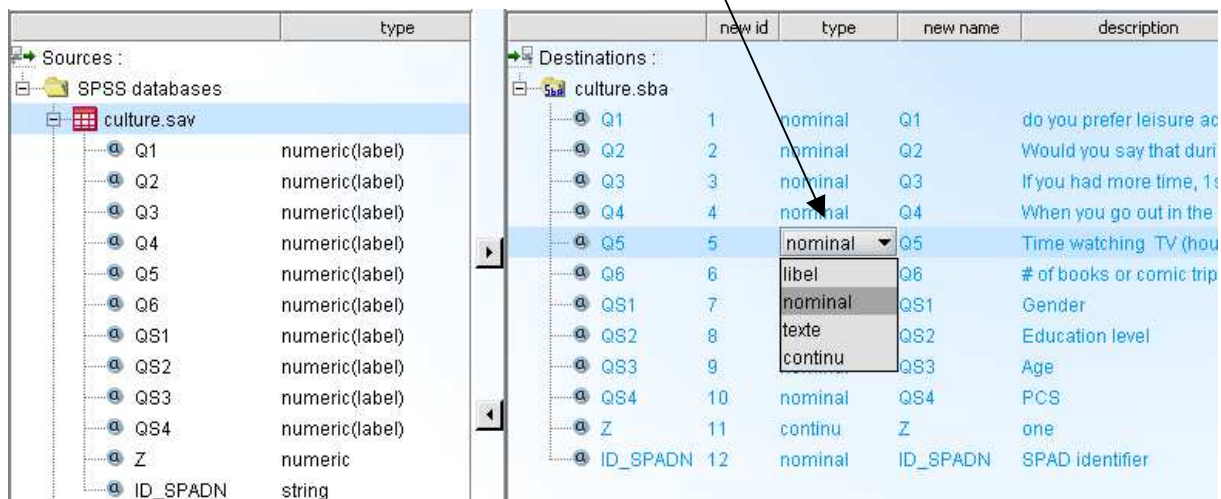 type
Sources :
SPSS databases
culture.sav
Q1 numeric(label)
Q2 numeric(label)
Q3 numeric(label)
Q4 numeric(label)
Q5 numeric(label)
Q6 numeric(label)
QS1 numeric(label)
QS2 numeric(label)
QS3 numeric(label)
QS4 numeric(label)
Z numeric
ID_SPADN string
new id type new name description
Destinations :
culture.sba
Q1 1 nominal Q1 do you prefer leisure ac
Q2 2 nominal Q2 Would you say that duri
Q3 3 nominal Q3 If you had more time, 1s
Q4 4 nominal Q4 When you go out in the
Q5 5 nominal Q5 Time watching TV (hou
Q6 6 libel Q6 # of books or comic trip
QS1 7 nominal QS1 Gender
QS2 8 texte QS2 Education level
QS3 9 continu QS3 Age
QS4 10 nominal QS4 PCS
Z 11 continu Z one
ID_SPADN 12 nominal ID_SPADN SPAD identifier